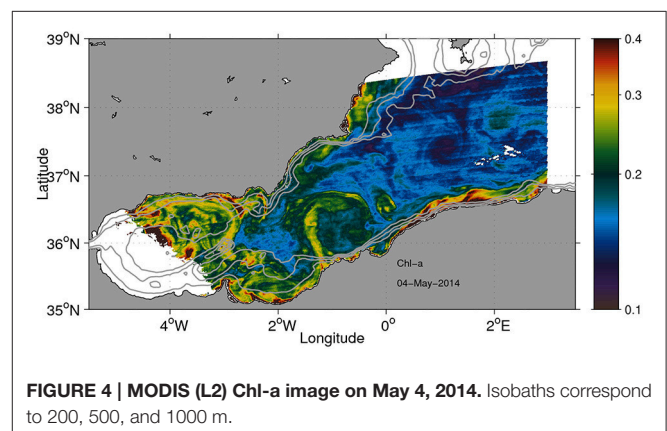 39°N
38°N
37°N
36°N
35°N
Latitude
4°W
2°W
0°
2°E
Longitude
Chl-a
04-May-2014
0.4
0.3
0.2
0.1
FIGURE 4 | MODIS (L2) Chl-a image on May 4, 2014. Isobaths correspond
to 200, 500, and 1000 m.